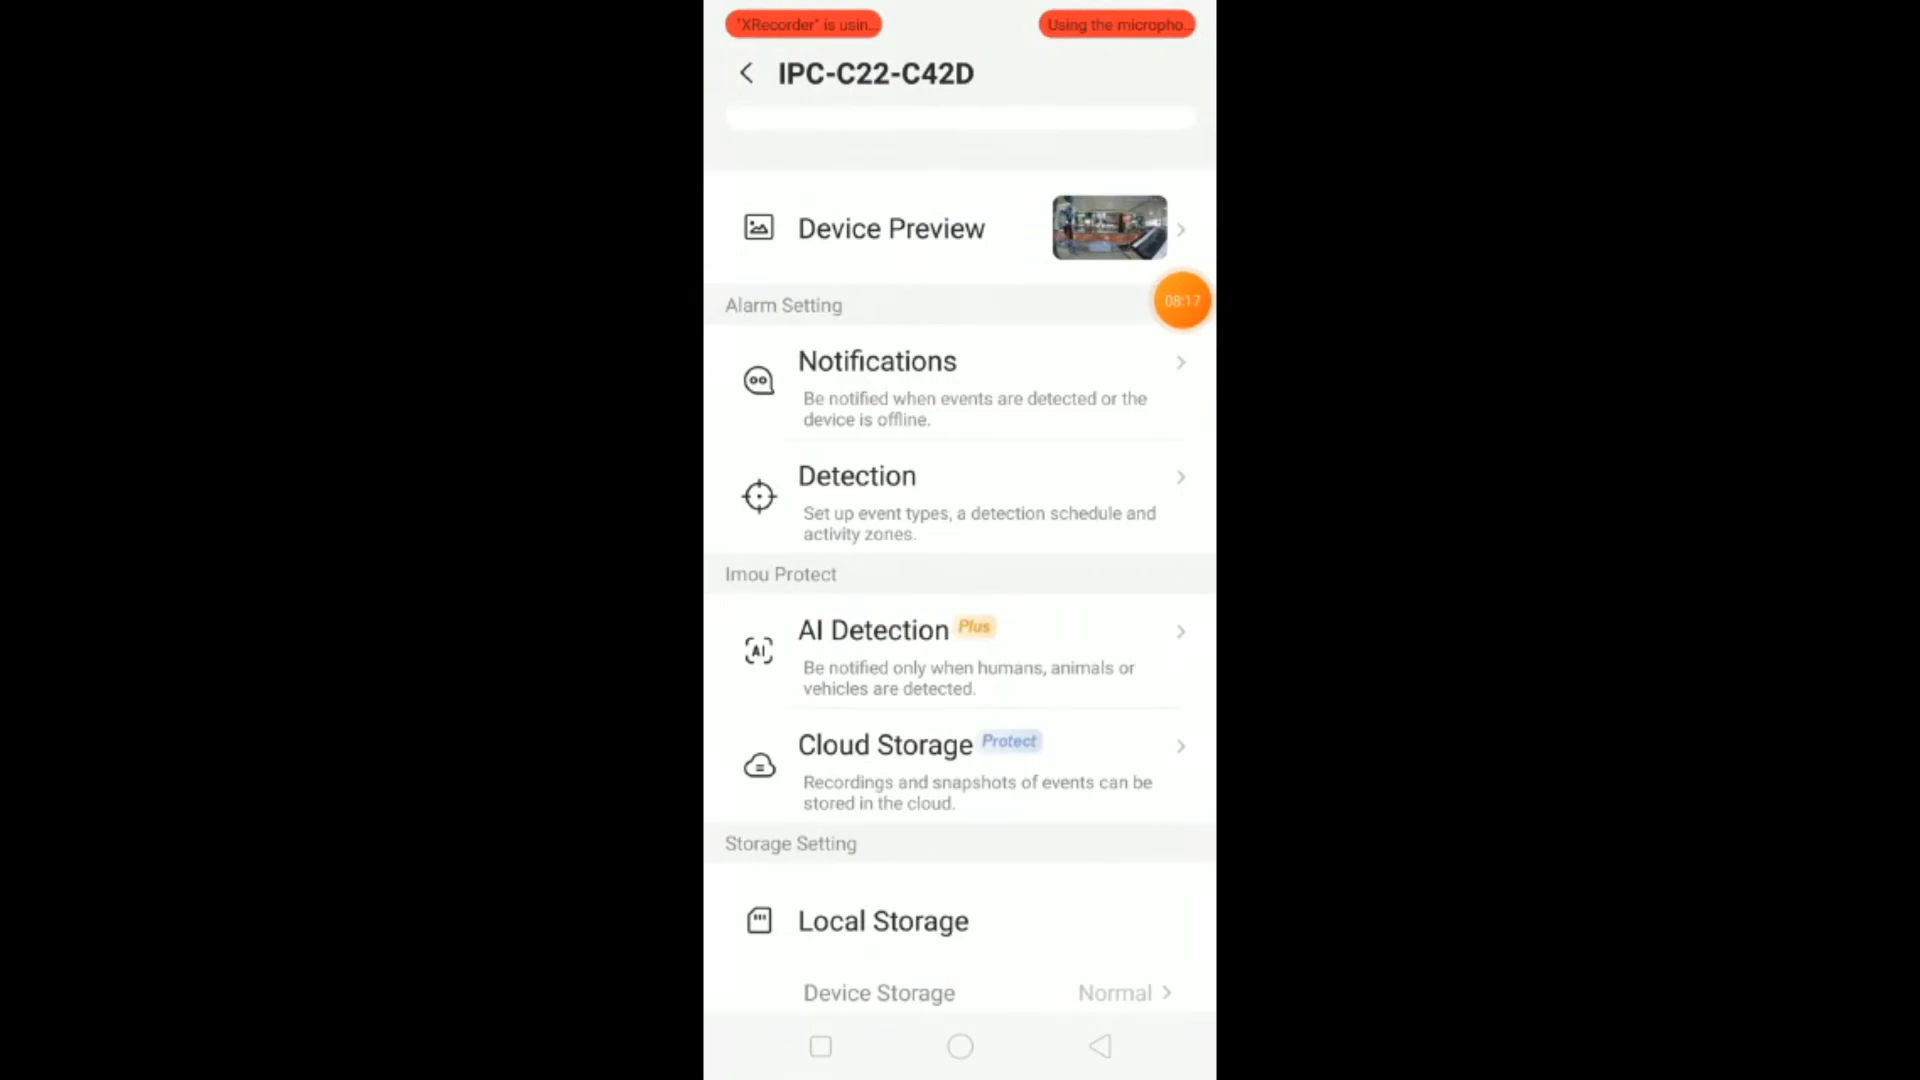 "XRecorder" is usin...
Using the micropho...
IPC-C22-C42D
Device Preview
Alarm Setting
08:17
Notifications
Be notified when events are detected or the
device is offline.
Detection
Set up event types, a detection schedule and
activity zones.
Imou Protect
AI Detection Plus
AI
Be notified only when humans, animals or
vehicles are detected.
Cloud Storage Protect
Recordings and snapshots of events can be
stored in the cloud.
Storage Setting
Local Storage
Device Storage Normal